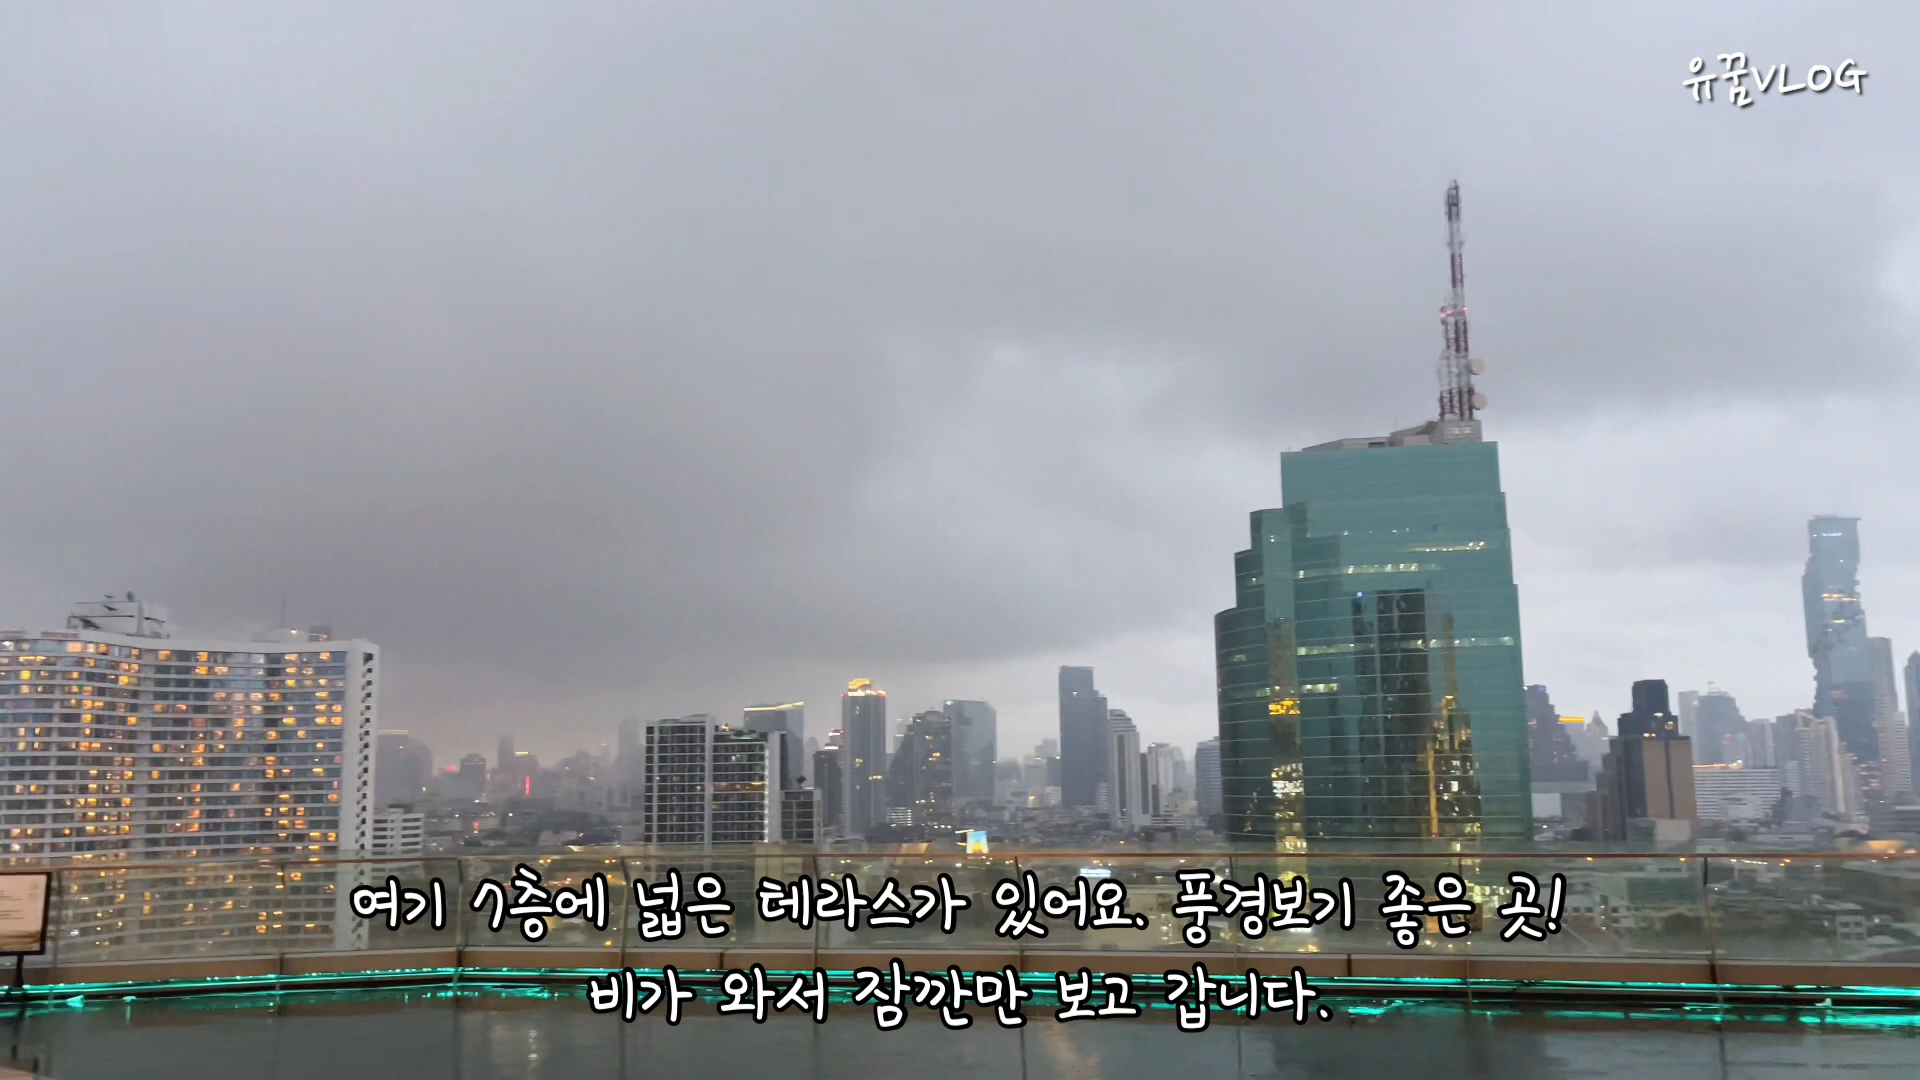 유꿈VLOG
여기 7층에 넓은 테라스가 있어요. 풍경보기 좋은 곳!
비가 와서 잠깐만 보고 갑니다.